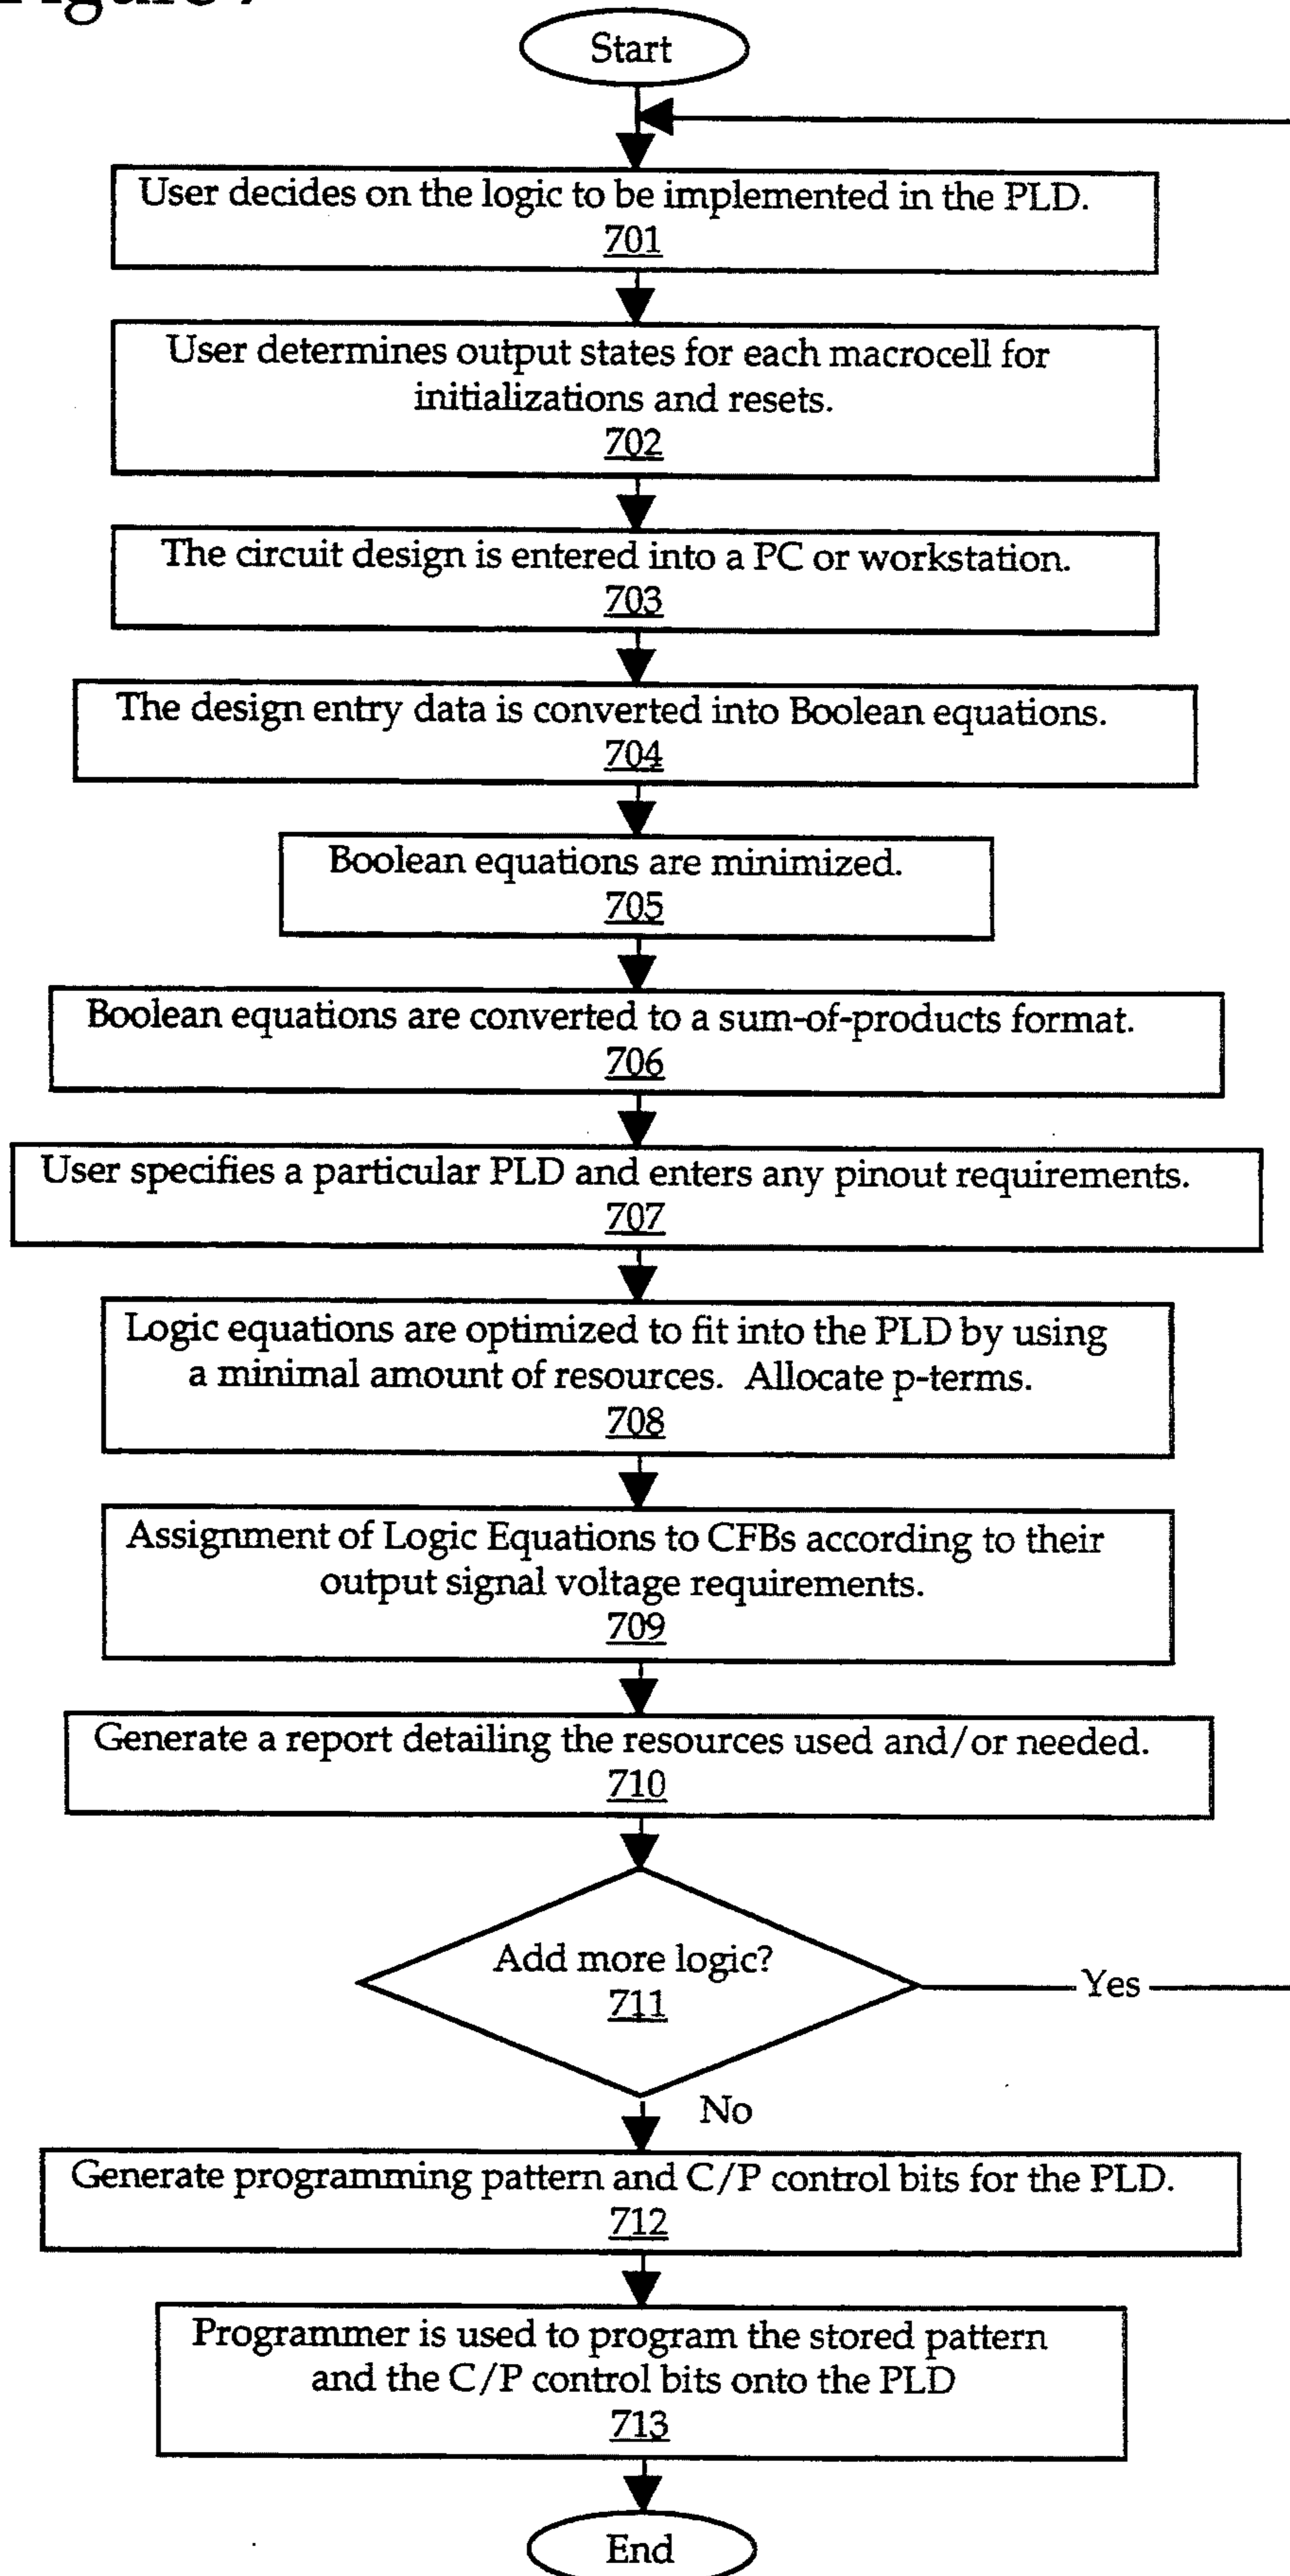 Start
User decides on the logic to be implemented in the PLD.
701
User determines output states for each macrocell for
initializations and resets.
702
The circuit design is entered into a PC or workstation.
703
The design entry data is converted into Boolean equations.
704
Boolean equations are minimized.
705
Boolean equations are converted to a sum-of-products format.
706
User specifies a particular PLD and enters any pinout requirements.
707
Logic equations are optimized to fit into the PLD by using
a minimal amount of resources. Allocate p-terms.
708
Assignment of Logic Equations to CFBs according to their
output signal voltage requirements.
709
Generate a report detailing the resources used and/or needed.
710
Add more logic?
711
Yes
No
Generate programming pattern and C/P control bits for the PLD.
712
Programmer is used to program the stored pattern
and the C/P control bits onto the PLD
713
End